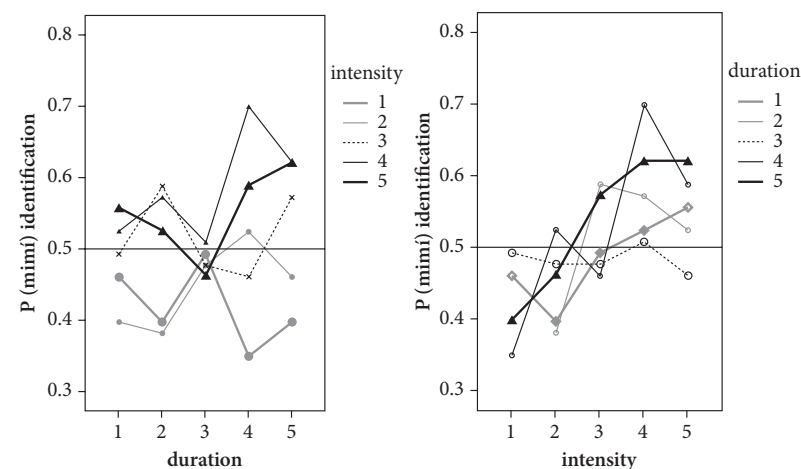 0.8
0.7
0.6
0.5
0.4
0.3
P (mimi) identification
1 2 3 4 5
duration
intensity
1
2
3
4
5
0.8
0.7
0.6
0.5
0.4
0.3
P (mimi) identification
1 2 3 4 5
intensity
duration
1
2
3
4
5